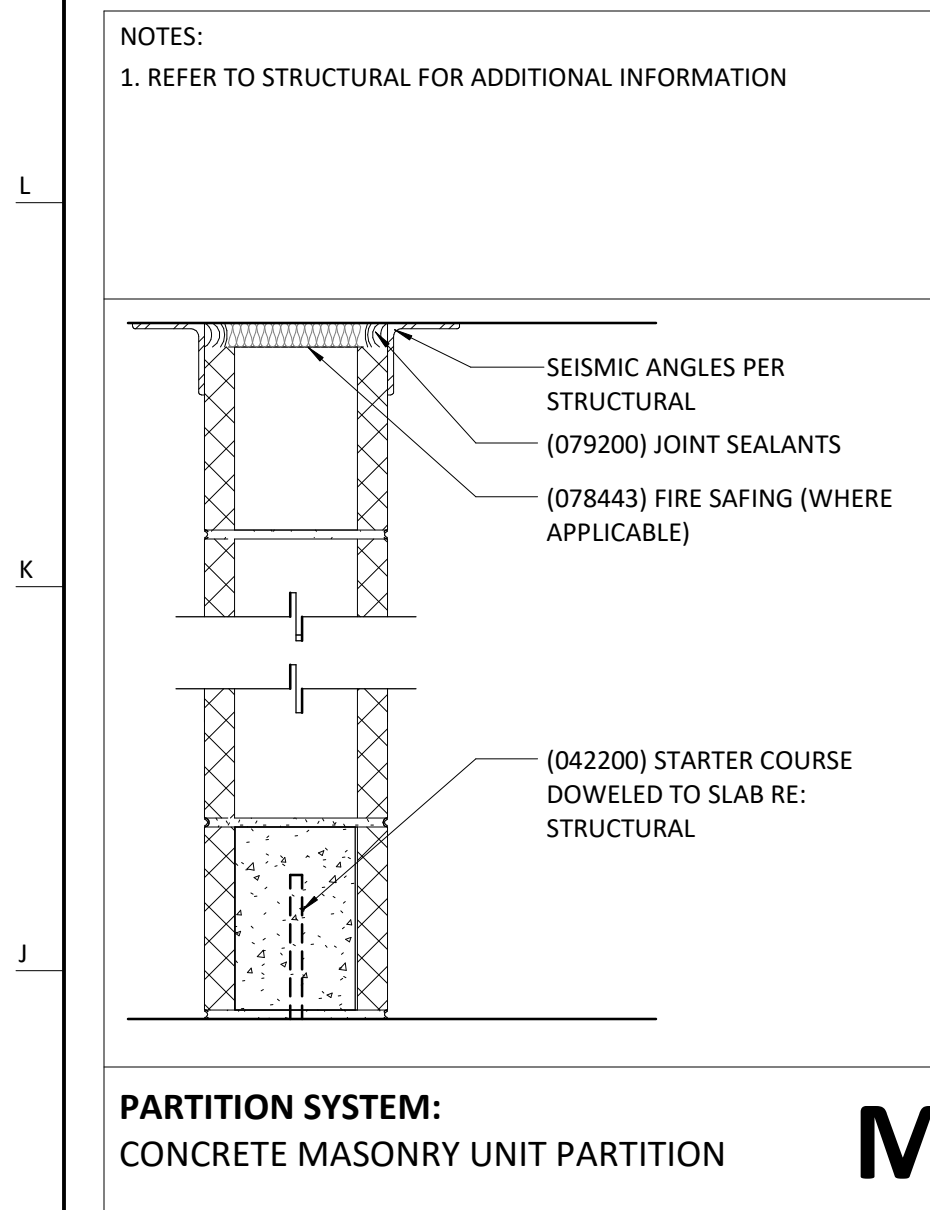 NOTES:
1. REFER TO STRUCTURAL FOR ADDITIONAL INFORMATION
L
SEISMIC ANGLES PER
STRUCTURAL
(079200) JOINT SEALANTS
(078443) FIRE SAFING (WHERE
APPLICABLE)
K
(042200) STARTER COURSE
DOWELED TO SLAB RE:
STRUCTURAL
J
PARTITION SYSTEM:
CONCRETE MASONRY UNIT PARTITION
M